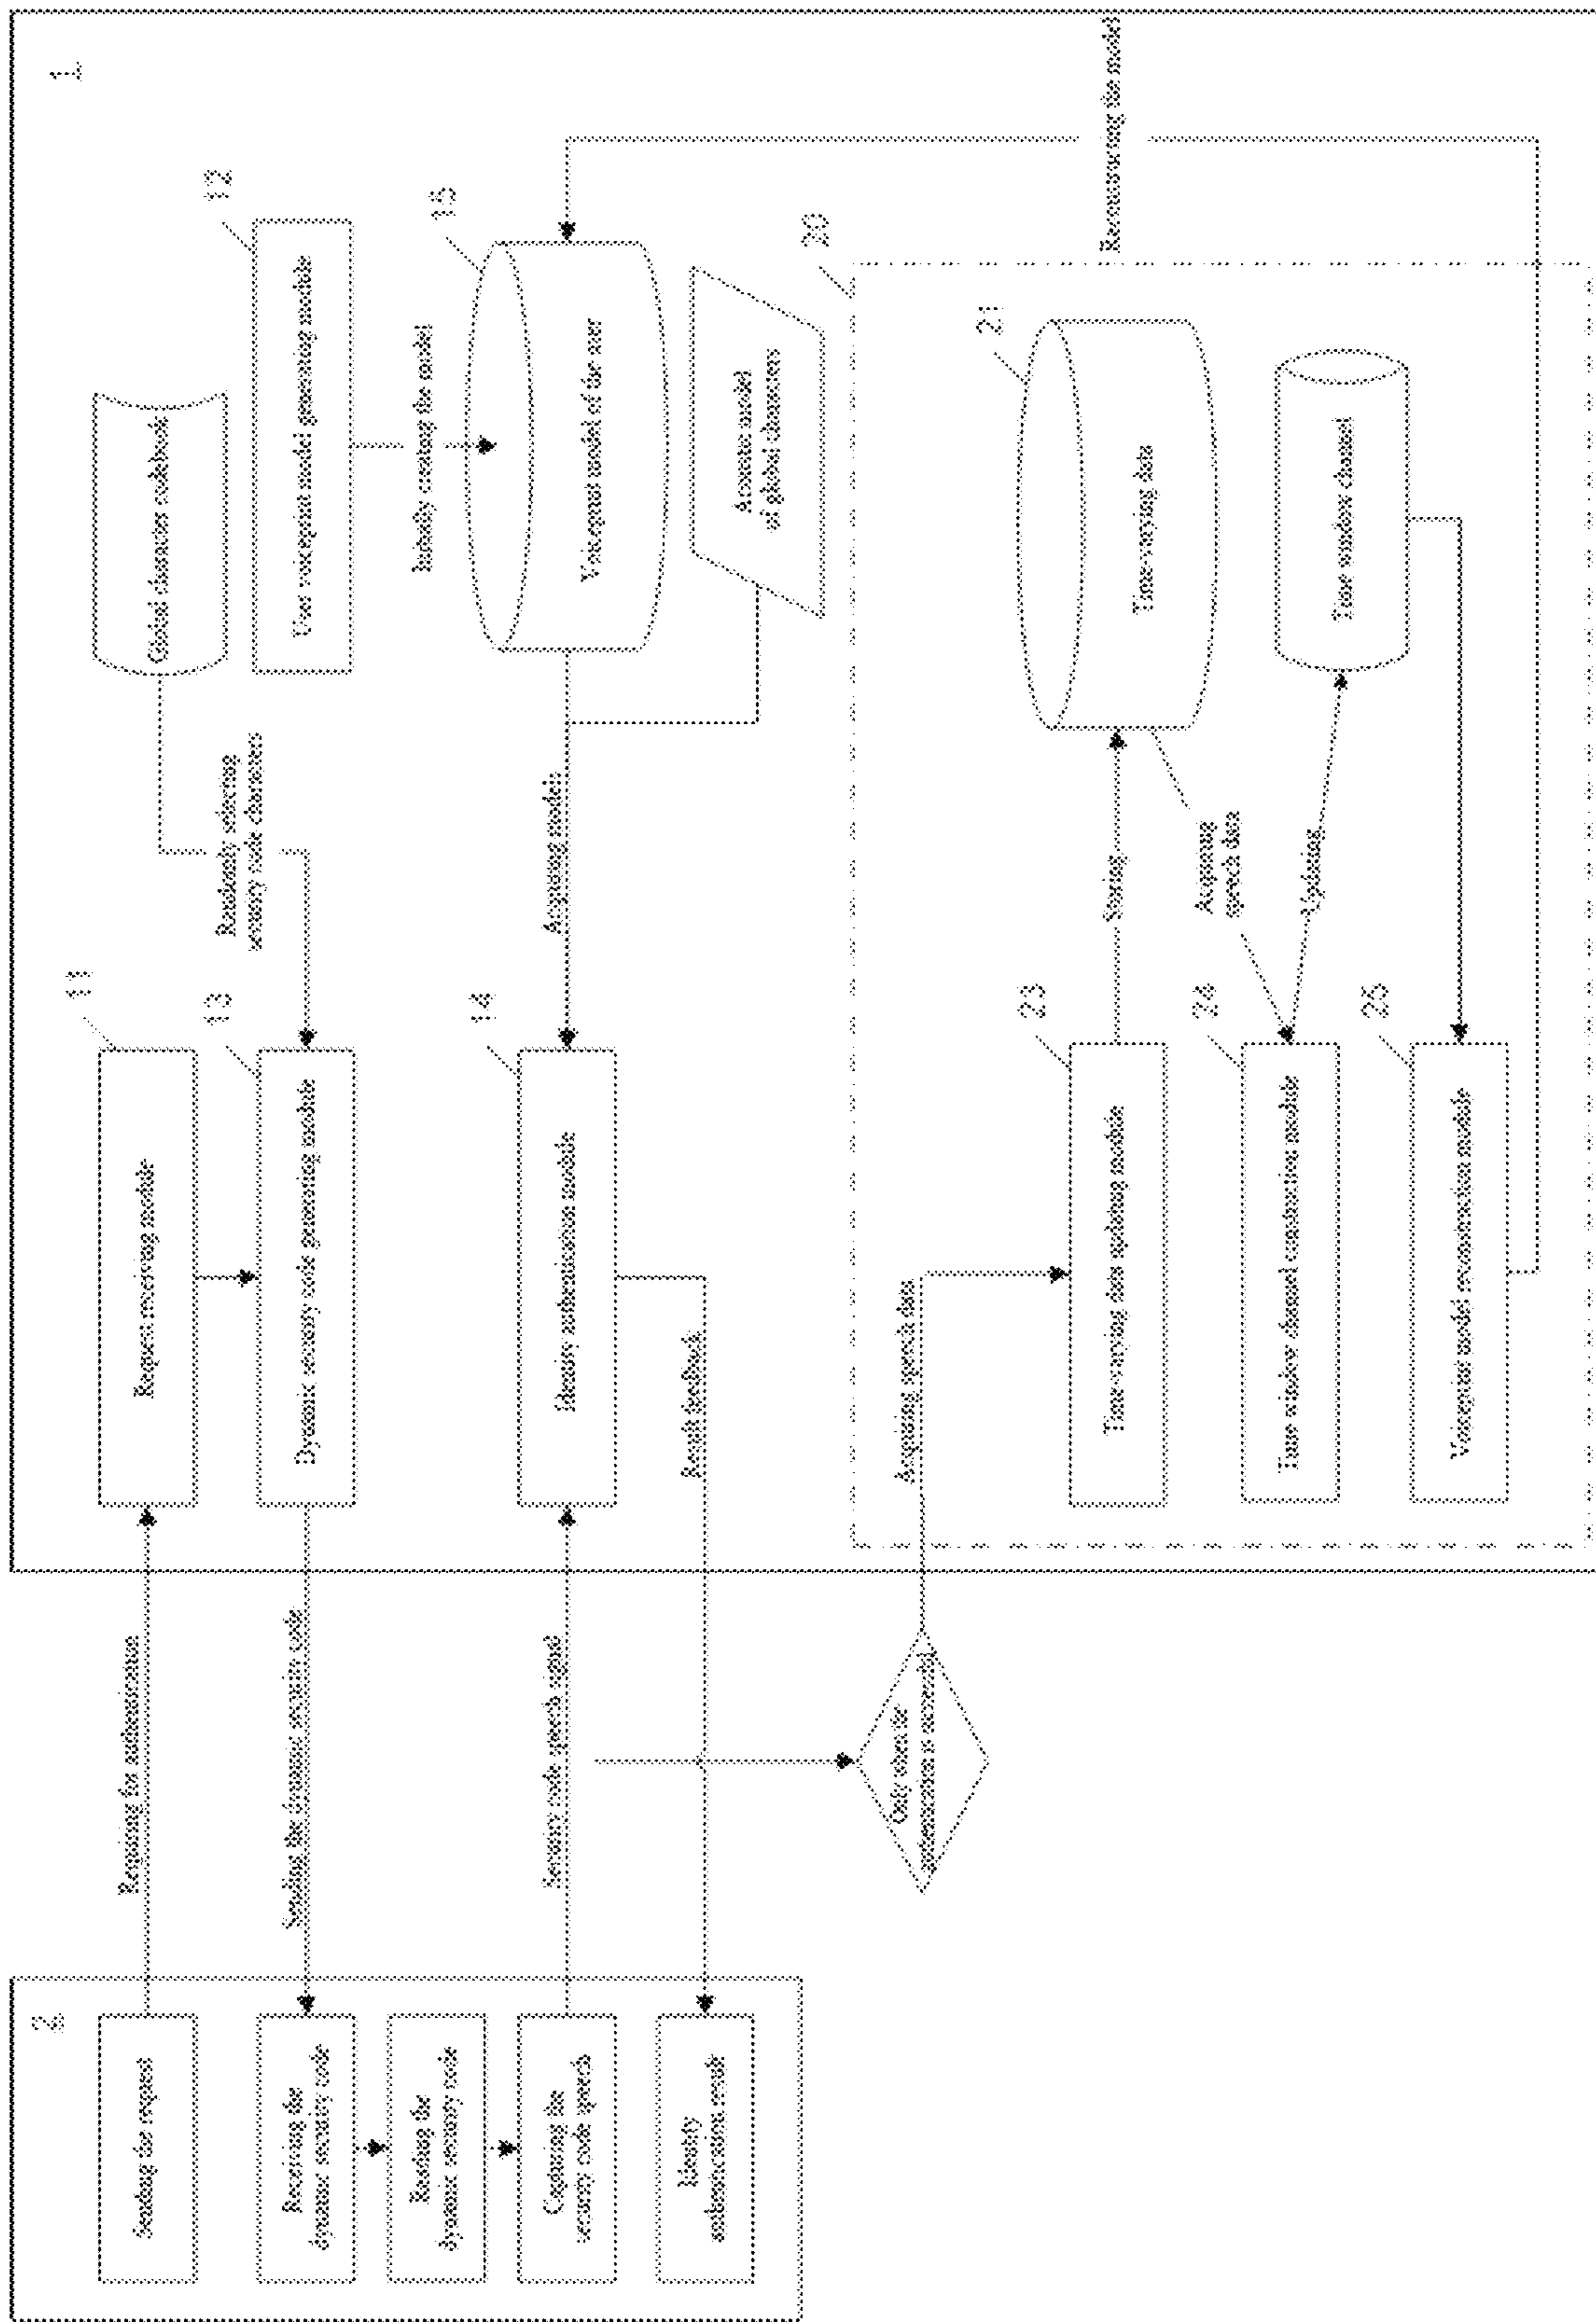 2
Sending the request
Receiving the
dynamic security code
Reading the
dynamic security code
Capturing the
security code speech
Identity
authentication result
Requiring for authentication
Sending the dynamic security code
Security code speech signal
Only when the
authentication is successful
1
11
Request receiving module
13
Dynamic security code generating module
14
Identity authentication module
Result feedback
Randomly selecting
security code characters
Global character codebook
12
User voiceprint model generating module
Initially creating the model
15
Voiceprint model of the user
Acquiring models
Acoustic model
of global characters
20
Acquiring speech data
23
Time-varying data updating module
Storing
21
Time-varying data
24
Time window channel constructing module
Acquiring
speech data
Updating
Time window channel
25
Voiceprint model reconstruction module
Reconstructing the model